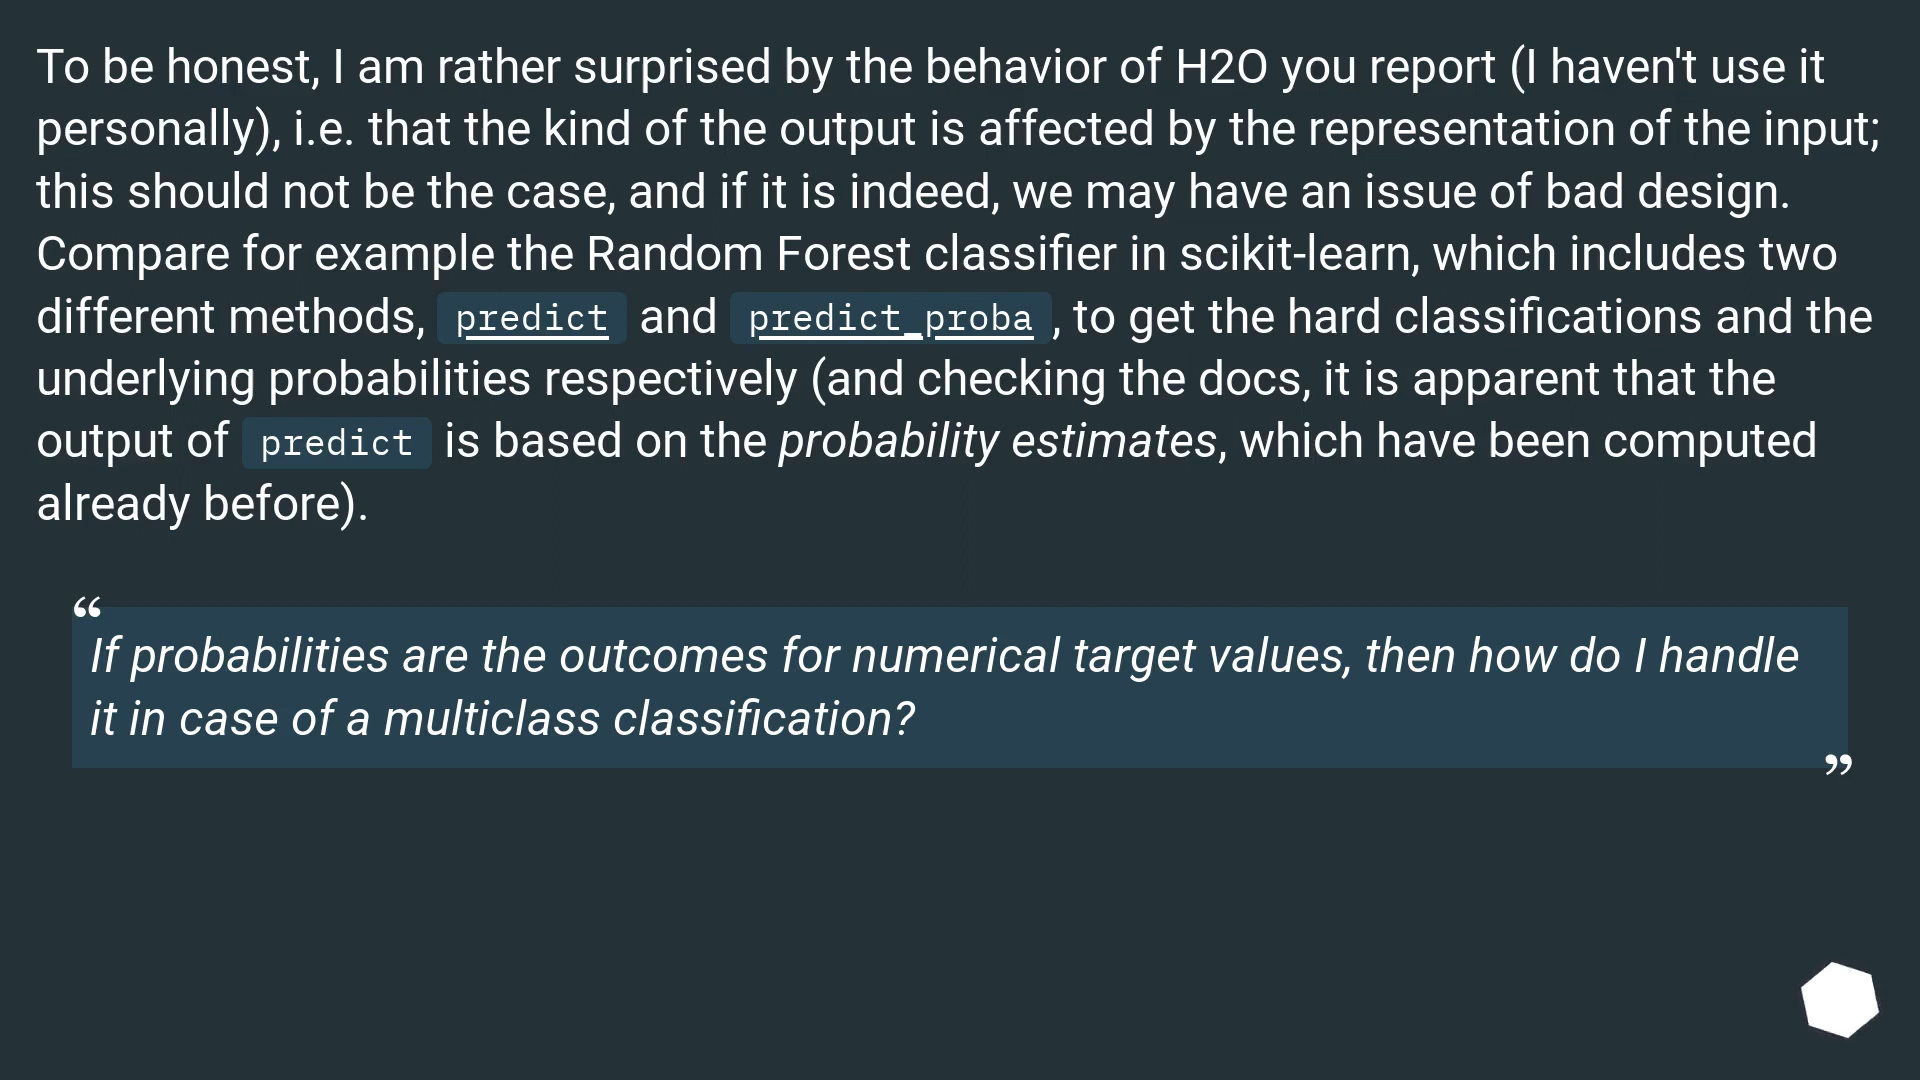 To be honest, I am rather surprised by the behavior of H2O you report (I haven't use it
personally), i.e. that the kind of the output is affected by the representation of the input;
this should not be the case, and if it is indeed, we may have an issue of bad design.
Compare for example the Random Forest classifier in scikit-learn, which includes two
different methods, predict and predict_proba, to get the hard classifications and the
underlying probabilities respectively (and checking the docs, it is apparent that the
output of predict is based on the probability estimates, which have been computed
already before).
“
If probabilities are the outcomes for numerical target values, then how do I handle
it in case of a multiclass classification?
”